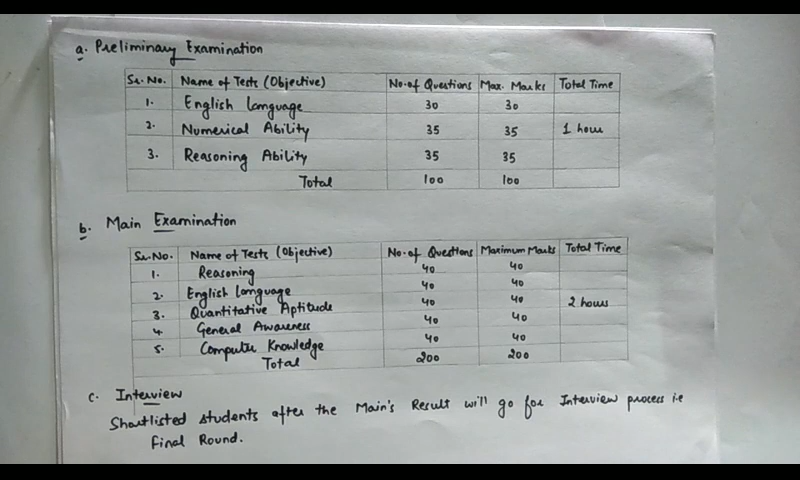 a. Preliminary Examination
Sr. No. Name of Tests (Objective) No. of Questions Max. Marks Total Time
1. English Language 30 30
2. Numerical Ability 35 35 1 hour
3. Reasoning Ability 35 35
Total 100 100
b. Main Examination
Sr. No. Name of Tests (Objective) No. of Questions Maximum Marks Total Time
1. Reasoning 40 40
2. English Language 40 40
3. Quantitative Aptitude 40 40 2 hours
4. General Awareness 40 40
5. Computer Knowledge 40 40
Total 200 200
c. Interview
Shortlisted students after the Main's Result will go for Interview process i.e
Final Round.